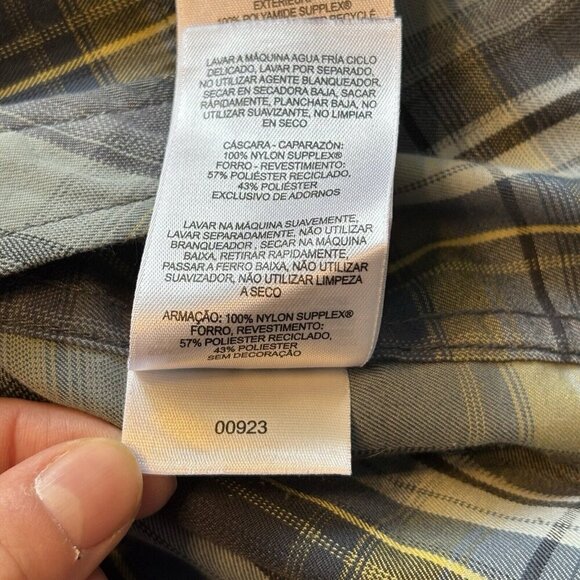 EXTÉRIEUR
100% POLYAMIDE SUPPLEX®
RECYCLÉ
LAVAR A MÁQUINA AGUA FRÍA CICLO
DELICADO, LAVAR POR SEPARADO,
NO UTILIZAR AGENTE BLANQUEADOR,
SECAR EN SECADORA BAJA, SACAR
RÁPIDAMENTE, PLANCHAR BAJA, NO
UTILIZAR SUAVIZANTE, NO LIMPIAR
EN SECO
CÁSCARA - CAPARAZÓN:
100% NYLON SUPPLEX®
FORRO - REVESTIMIENTO:
57% POLIÉSTER RECICLADO,
43% POLIÉSTER
EXCLUSIVO DE ADORNOS
LAVAR NA MÁQUINA SUAVEMENTE,
LAVAR SEPARADAMENTE, NÃO UTILIZAR
BRANQUEADOR , SECAR NA MÁQUINA
BAIXA, RETIRAR RAPIDAMENTE,
PASSAR A FERRO BAIXA, NÃO UTILIZAR
SUAVIZADOR, NÃO UTILIZAR LIMPEZA
A SECO
ARMAÇÃO: 100% NYLON SUPPLEX®
FORRO, REVESTIMENTO:
57% POLIÉSTER RECICLADO,
43% POLIÉSTER
SEM DECORAÇÃO
00923